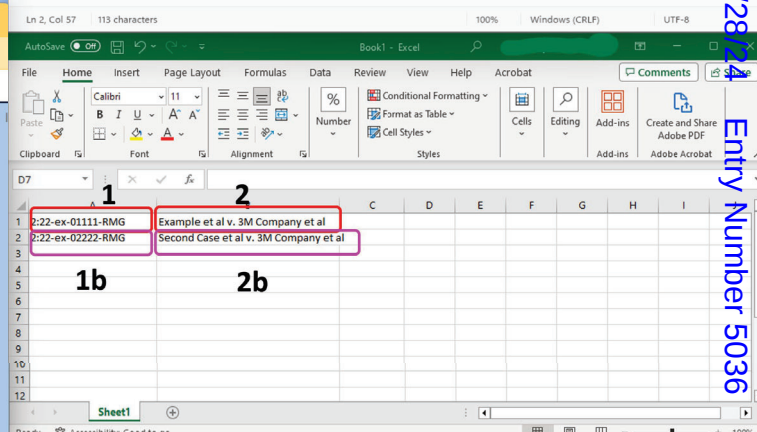 Ln 2, Col 57 113 characters 100% Windows (CRLF) UTF-8
AutoSave Off Book1 - Excel
File Home Insert Page Layout Formulas Data Review View Help Acrobat Comments Share
Paste Calibri 11 A^ A˅ ab % Conditional Formatting Cells Editing Add-ins Create and Share Adobe PDF
B I U A Number Format as Table
Cell Styles
Clipboard Font Alignment Styles Add-ins Adobe Acrobat
D7 fx
1 2
A C D E F G H I
1 2:22-ex-01111-RMG Example et al v. 3M Company et al
2 2:22-ex-02222-RMG Second Case et al v. 3M Company et al
3
4
1b 2b
5
6
7
8
9
10
11
12
Sheet1
/28/24 Entry Number 5036